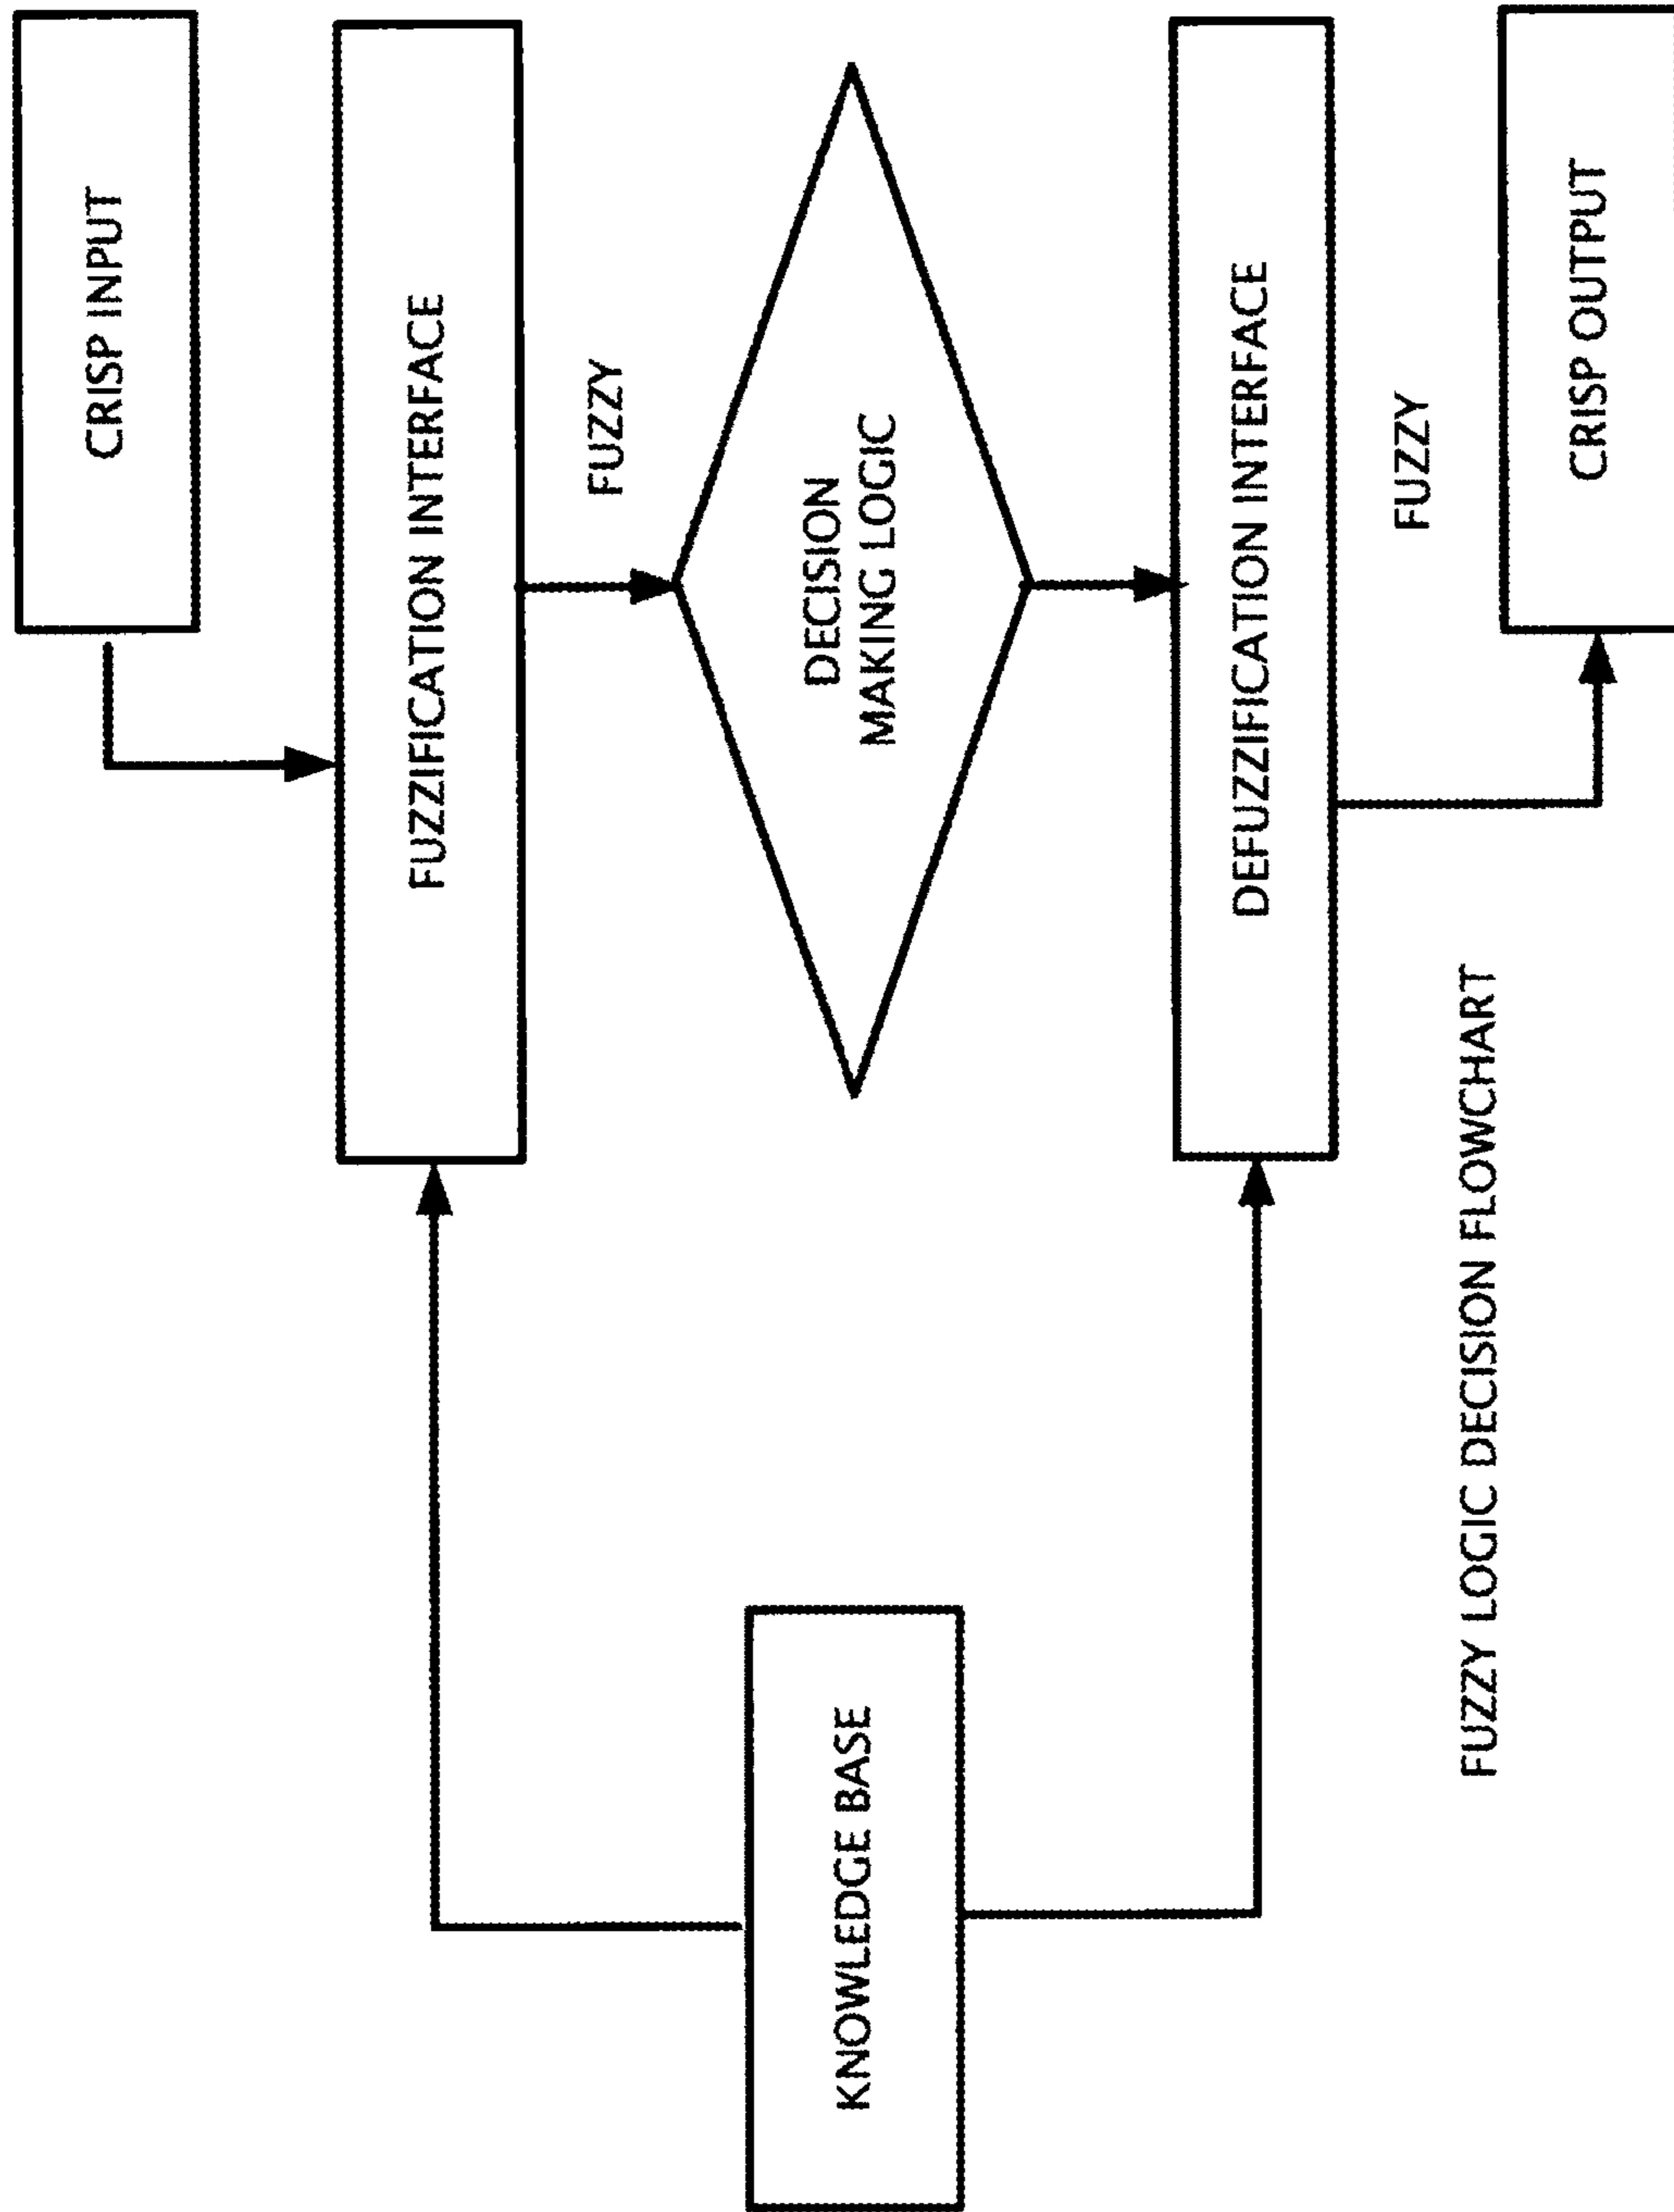 CRISP INPUT
FUZZIFICATION INTERFACE
FUZZY
DECISION
MAKING LOGIC
KNOWLEDGE BASE
DEFUZZIFICATION INTERFACE
FUZZY
CRISP OUTPUT
FUZZY LOGIC DECISION FLOWCHART